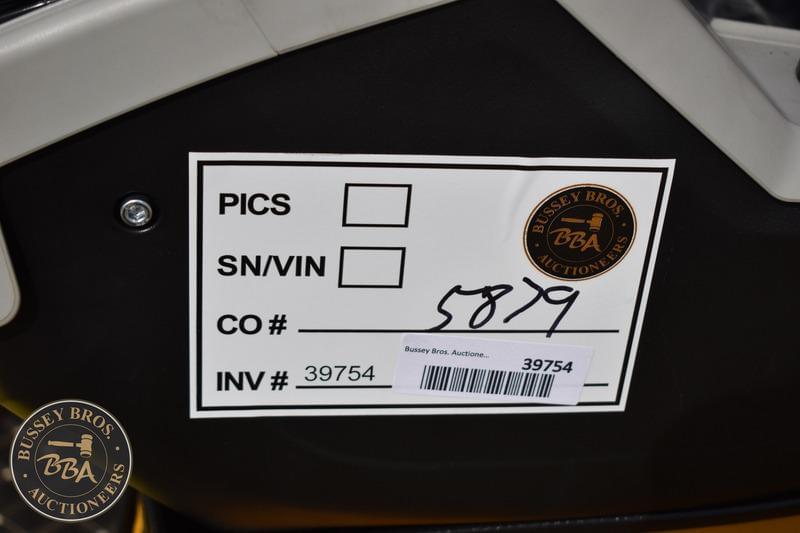 PICS
SN/VIN
CO # 5879
INV # 39754
BUSSEY BROS.
BBA
AUCTIONEERS
Bussey Bros. Auctione...
39754
BUSSEY BROS.
BBA
AUCTIONEERS